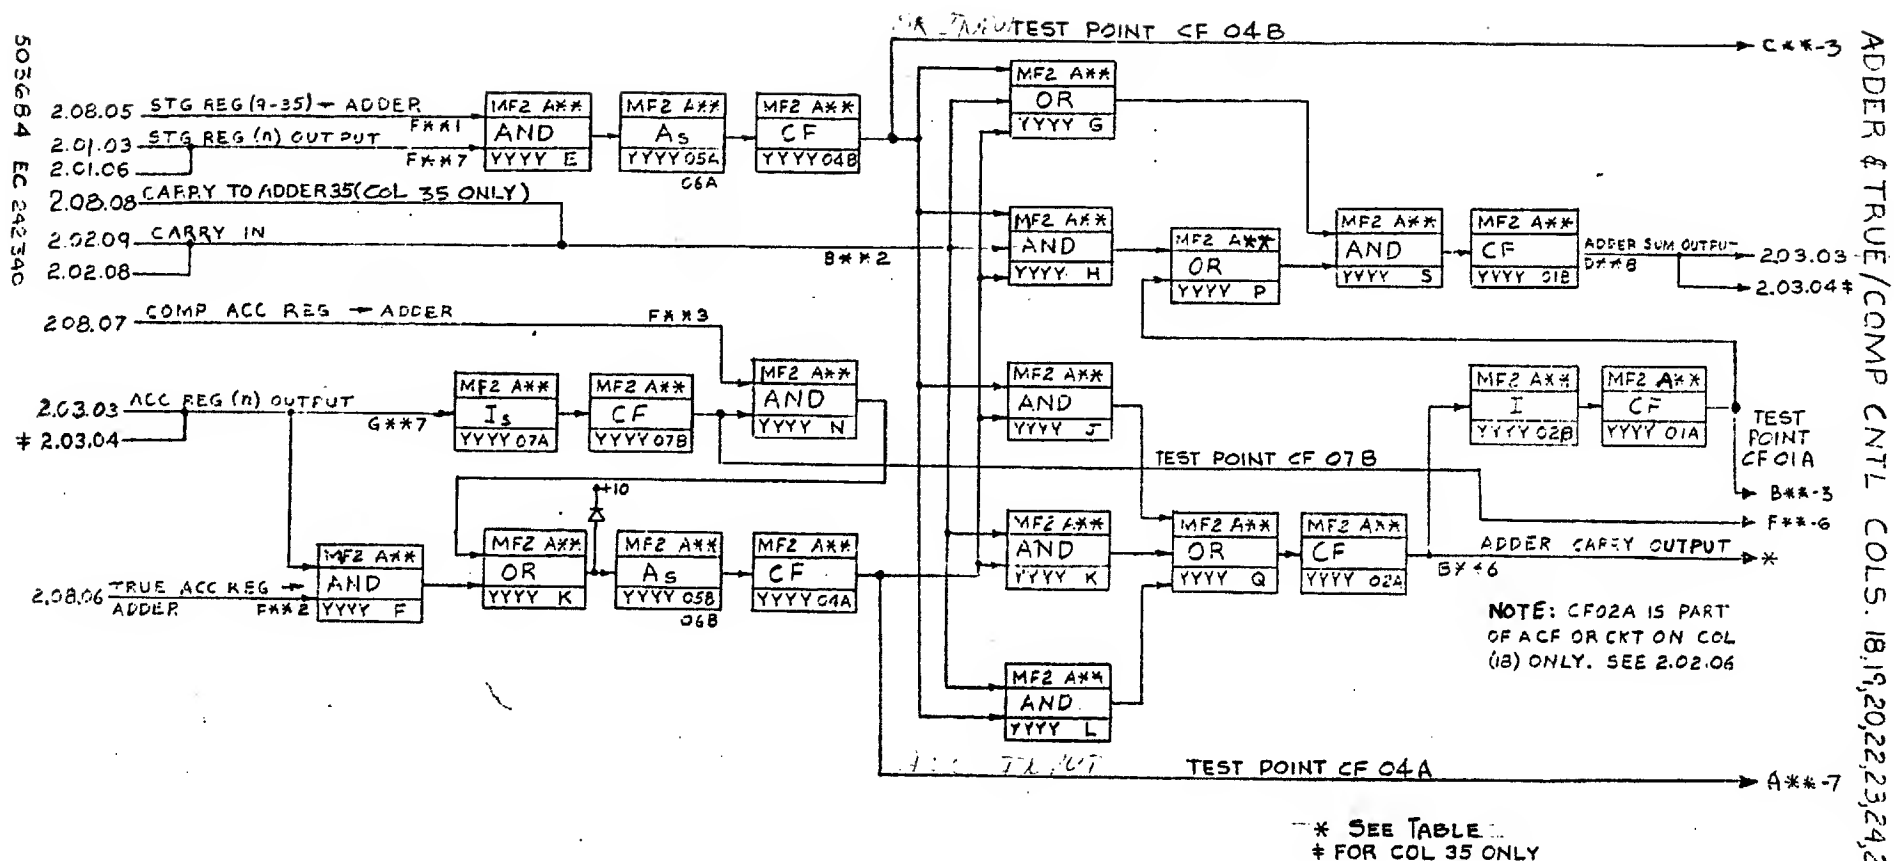 TEST POINT CF 04B
C**-3
2.08.05 STG REG (9-35) → ADDER
F**1
2.01.03 STG REG (n) OUTPUT
F**7
2.01.06
2.08.08 CARRY TO ADDER 35 (COL 35 ONLY)
2.02.09 CARRY IN
B**2
2.02.08
2.08.07 COMP ACC REG → ADDER
F**3
2.03.03 ACC REG (n) OUTPUT
G**7
‡ 2.03.04
2.08.06 TRUE ACC REG → ADDER
F**2
MF2 A**
AND
YYYY E
MF2 A**
As
YYYY 05A
06A
MF2 A**
CF
YYYY 04B
MF2 A**
OR
YYYY G
MF2 A**
AND
YYYY H
MF2 A**
OR
YYYY P
MF2 A**
AND
YYYY S
MF2 A**
CF
YYYY 01B
ADDER SUM OUTPUT
D**8
2.03.03
2.03.04‡
MF2 A**
Is
YYYY 07A
MF2 A**
CF
YYYY 07B
MF2 A**
AND
YYYY N
MF2 A**
AND
YYYY J
MF2 A**
I
YYYY 02B
MF2 A**
CF
YYYY 01A
TEST
POINT
CF 01A
TEST POINT CF 07B
B**-3
F**-6
+10
MF2 A**
AND
YYYY F
MF2 A**
OR
YYYY K
MF2 A**
As
YYYY 05B
06B
MF2 A**
CF
YYYY 04A
MF2 A**
AND
YYYY K
MF2 A**
OR
YYYY Q
MF2 A**
CF
YYYY 02A
ADDER CARRY OUTPUT
B**6
*
NOTE: CF02A IS PART
OF ACF OR CKT ON COL
(18) ONLY. SEE 2.02.06
MF2 A**
AND
YYYY L
TEST POINT CF 04A
A**-7
* SEE TABLE
‡ FOR COL 35 ONLY
503684 EC 242340
ADDER & TRUE/COMP CNTL COLS. 18,19,20,22,23,24,2